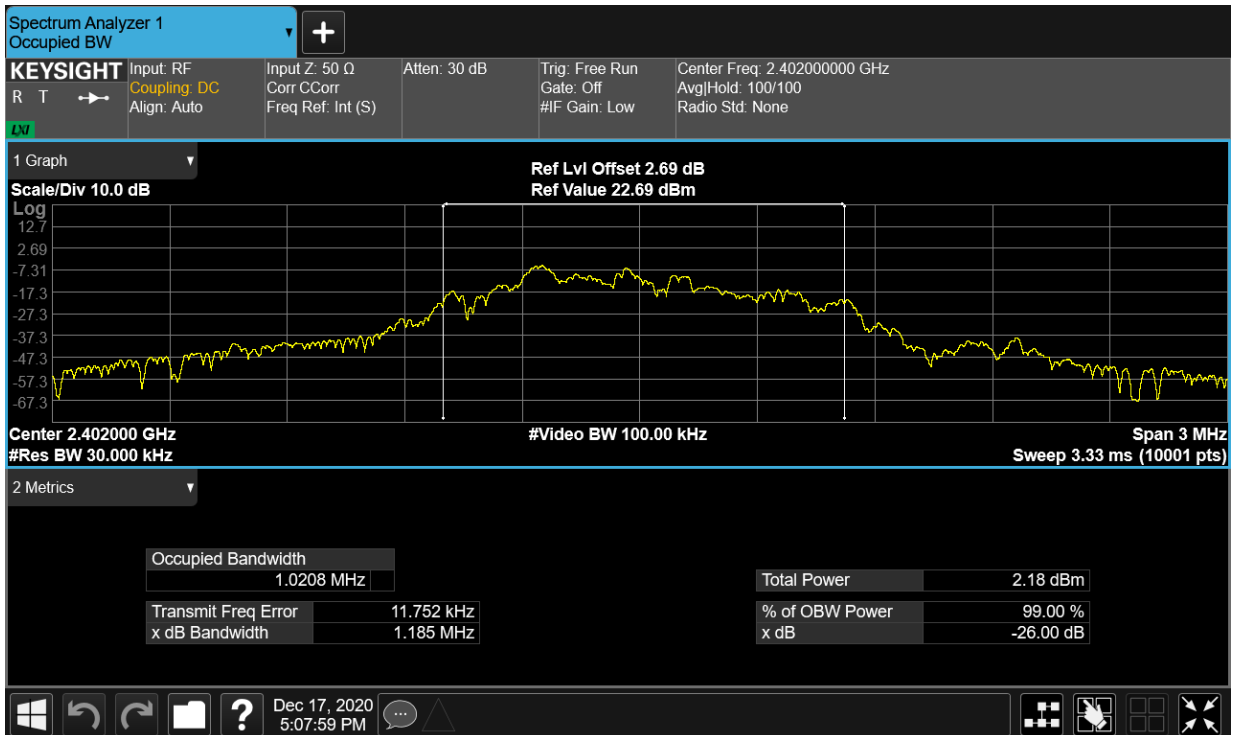 Spectrum Analyzer 1
Occupied BW
+
KEYSIGHT
R T
LXI
Input: RF
Coupling: DC
Align: Auto
Input Z: 50 Ω
Corr CCorr
Freq Ref: Int (S)
Atten: 30 dB
Trig: Free Run
Gate: Off
#IF Gain: Low
Center Freq: 2.402000000 GHz
Avg|Hold: 100/100
Radio Std: None
1 Graph
Ref Lvl Offset 2.69 dB
Scale/Div 10.0 dB
Ref Value 22.69 dBm
Log
12.7
2.69
-7.31
-17.3
-27.3
-37.3
-47.3
-57.3
-67.3
Center 2.402000 GHz
#Video BW 100.00 kHz
Span 3 MHz
#Res BW 30.000 kHz
Sweep 3.33 ms (10001 pts)
2 Metrics
Occupied Bandwidth
1.0208 MHz
Total Power 2.18 dBm
Transmit Freq Error 11.752 kHz
% of OBW Power 99.00 %
x dB Bandwidth 1.185 MHz
x dB -26.00 dB
?
Dec 17, 2020
5:07:59 PM